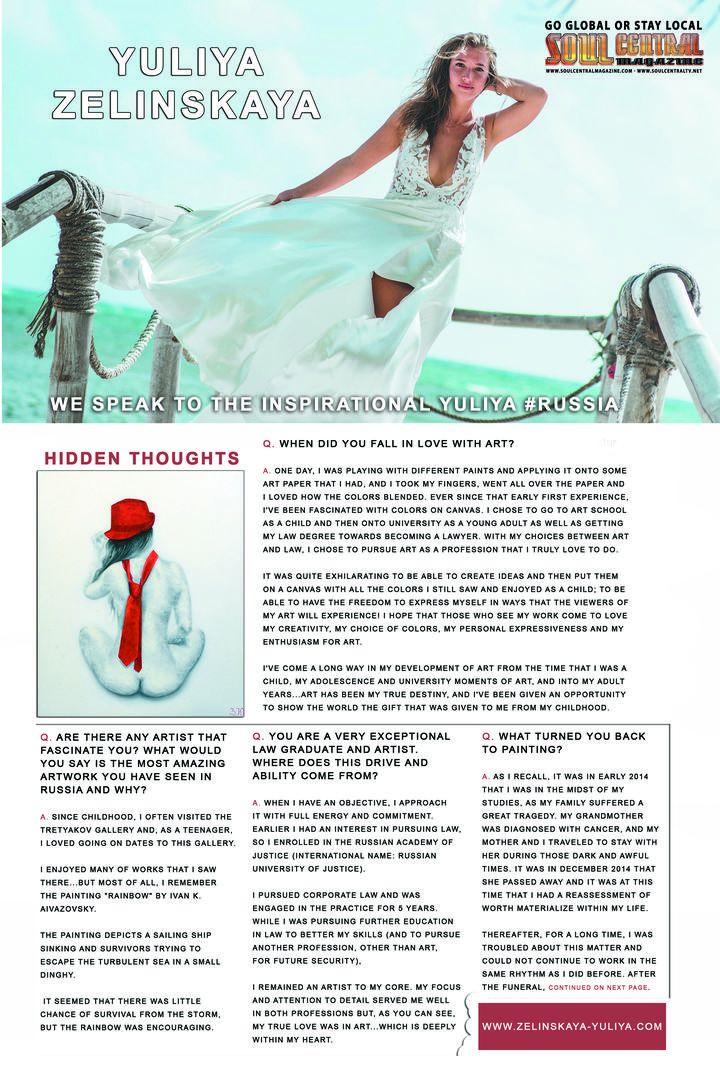 GO GLOBAL OR STAY LOCAL
SOUL CENTRAL
MAGAZINE
WWW.SOULCENTRALMAGAZINE.COM - WWW.SOULCENTRALTV.NET
YULIYA
ZELINSKAYA
WE SPEAK TO THE INSPIRATIONAL YULIYA #RUSSIA
HIDDEN THOUGHTS
Q. WHEN DID YOU FALL IN LOVE WITH ART?
A. ONE DAY, I WAS PLAYING WITH DIFFERENT PAINTS AND APPLYING IT ONTO SOME
ART PAPER THAT I HAD, AND I TOOK MY FINGERS, WENT ALL OVER THE PAPER AND
I LOVED HOW THE COLORS BLENDED. EVER SINCE THAT EARLY FIRST EXPERIENCE,
I'VE BEEN FASCINATED WITH COLORS ON CANVAS. I CHOSE TO GO TO ART SCHOOL
AS A CHILD AND THEN ONTO UNIVERSITY AS A YOUNG ADULT AS WELL AS GETTING
MY LAW DEGREE TOWARDS BECOMING A LAWYER. WITH MY CHOICES BETWEEN ART
AND LAW, I CHOSE TO PURSUE ART AS A PROFESSION THAT I TRULY LOVE TO DO.
IT WAS QUITE EXHILARATING TO BE ABLE TO CREATE IDEAS AND THEN PUT THEM
ON A CANVAS WITH ALL THE COLORS I STILL SAW AND ENJOYED AS A CHILD; TO BE
ABLE TO HAVE THE FREEDOM TO EXPRESS MYSELF IN WAYS THAT THE VIEWERS OF
MY ART WILL EXPERIENCE! I HOPE THAT THOSE WHO SEE MY WORK COME TO LOVE
MY CREATIVITY, MY CHOICE OF COLORS, MY PERSONAL EXPRESSIVENESS AND MY
ENTHUSIASM FOR ART.
I'VE COME A LONG WAY IN MY DEVELOPMENT OF ART FROM THE TIME THAT I WAS A
CHILD, MY ADOLESCENCE AND UNIVERSITY MOMENTS OF ART, AND INTO MY ADULT
YEARS...ART HAS BEEN MY TRUE DESTINY, AND I'VE BEEN GIVEN AN OPPORTUNITY
TO SHOW THE WORLD THE GIFT THAT WAS GIVEN TO ME FROM MY CHILDHOOD.
Q. ARE THERE ANY ARTIST THAT
FASCINATE YOU? WHAT WOULD
YOU SAY IS THE MOST AMAZING
ARTWORK YOU HAVE SEEN IN
RUSSIA AND WHY?
A. SINCE CHILDHOOD, I OFTEN VISITED THE
TRETYAKOV GALLERY AND, AS A TEENAGER,
I LOVED GOING ON DATES TO THIS GALLERY.
I ENJOYED MANY OF WORKS THAT I SAW
THERE...BUT MOST OF ALL, I REMEMBER
THE PAINTING "RAINBOW" BY IVAN K.
AIVAZOVSKY.
THE PAINTING DEPICTS A SAILING SHIP
SINKING AND SURVIVORS TRYING TO
ESCAPE THE TURBULENT SEA IN A SMALL
DINGHY.
IT SEEMED THAT THERE WAS LITTLE
CHANCE OF SURVIVAL FROM THE STORM,
BUT THE RAINBOW WAS ENCOURAGING.
Q. YOU ARE A VERY EXCEPTIONAL
LAW GRADUATE AND ARTIST.
WHERE DOES THIS DRIVE AND
ABILITY COME FROM?
A. WHEN I HAVE AN OBJECTIVE, I APPROACH
IT WITH FULL ENERGY AND COMMITMENT.
EARLIER I HAD AN INTEREST IN PURSUING LAW,
SO I ENROLLED IN THE RUSSIAN ACADEMY OF
JUSTICE (INTERNATIONAL NAME: RUSSIAN
UNIVERSITY OF JUSTICE).
I PURSUED CORPORATE LAW AND WAS
ENGAGED IN THE PRACTICE FOR 5 YEARS.
WHILE I WAS PURSUING FURTHER EDUCATION
IN LAW TO BETTER MY SKILLS (AND TO PURSUE
ANOTHER PROFESSION, OTHER THAN ART,
FOR FUTURE SECURITY),
I REMAINED AN ARTIST TO MY CORE. MY FOCUS
AND ATTENTION TO DETAIL SERVED ME WELL
IN BOTH PROFESSIONS BUT, AS YOU CAN SEE,
MY TRUE LOVE WAS IN ART...WHICH IS DEEPLY
WITHIN MY HEART.
Q. WHAT TURNED YOU BACK
TO PAINTING?
A. AS I RECALL, IT WAS IN EARLY 2014
THAT I WAS IN THE MIDST OF MY
STUDIES, AS MY FAMILY SUFFERED A
GREAT TRAGEDY. MY GRANDMOTHER
WAS DIAGNOSED WITH CANCER, AND MY
MOTHER AND I TRAVELED TO STAY WITH
HER DURING THOSE DARK AND AWFUL
TIMES. IT WAS IN DECEMBER 2014 THAT
SHE PASSED AWAY AND IT WAS AT THIS
TIME THAT I HAD A REASSESSMENT OF
WORTH MATERIALIZE WITHIN MY LIFE.
THEREAFTER, FOR A LONG TIME, I WAS
TROUBLED ABOUT THIS MATTER AND
COULD NOT CONTINUE TO WORK IN THE
SAME RHYTHM AS I DID BEFORE. AFTER
THE FUNERAL, CONTINUED ON NEXT PAGE.
WWW.ZELINSKAYA-YULIYA.COM